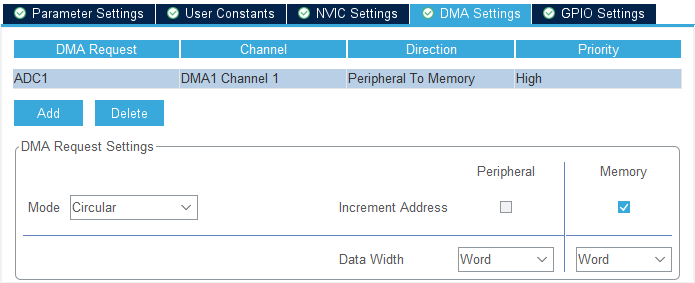 Parameter Settings User Constants NVIC Settings DMA Settings GPIO Settings
DMA Request Channel Direction Priority
ADC1 DMA1 Channel 1 Peripheral To Memory High
Add Delete
DMA Request Settings
Peripheral Memory
Mode Circular Increment Address
Data Width Word Word